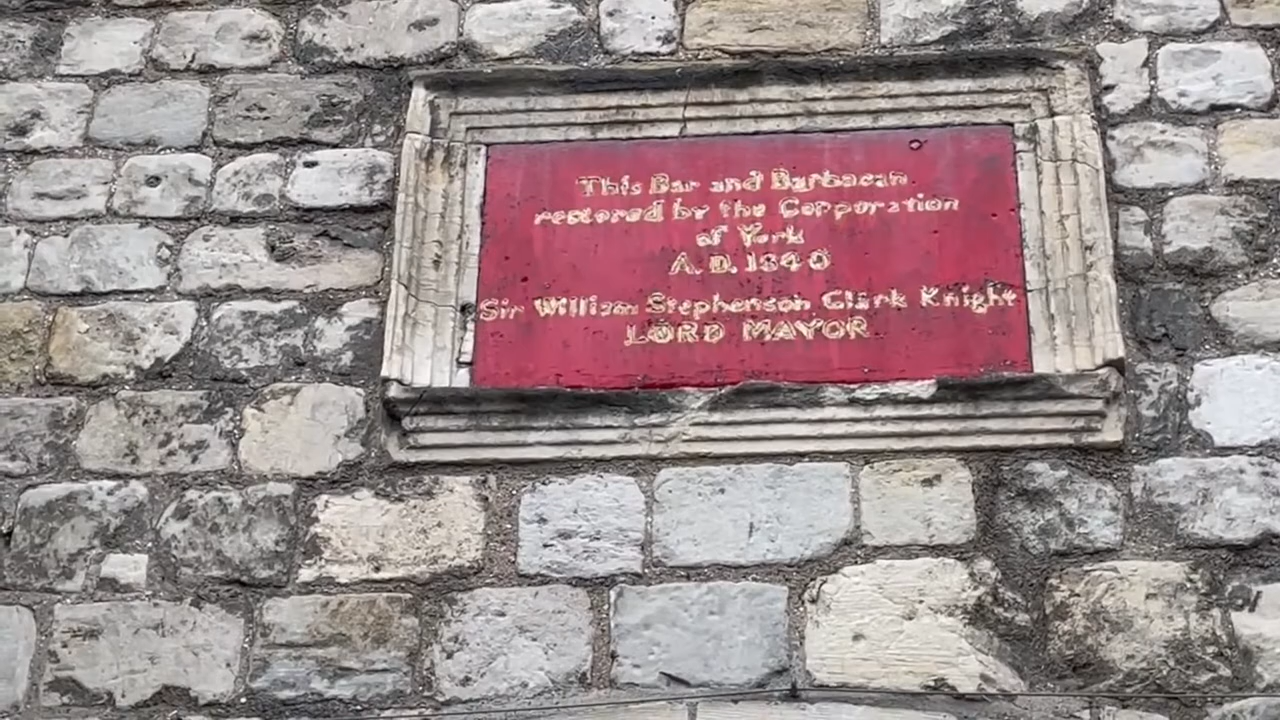 This Bar and Barbacan
restored by the Corporation
of York
A. D. 1840
Sir William Stephenson Clark Knight
LORD MAYOR